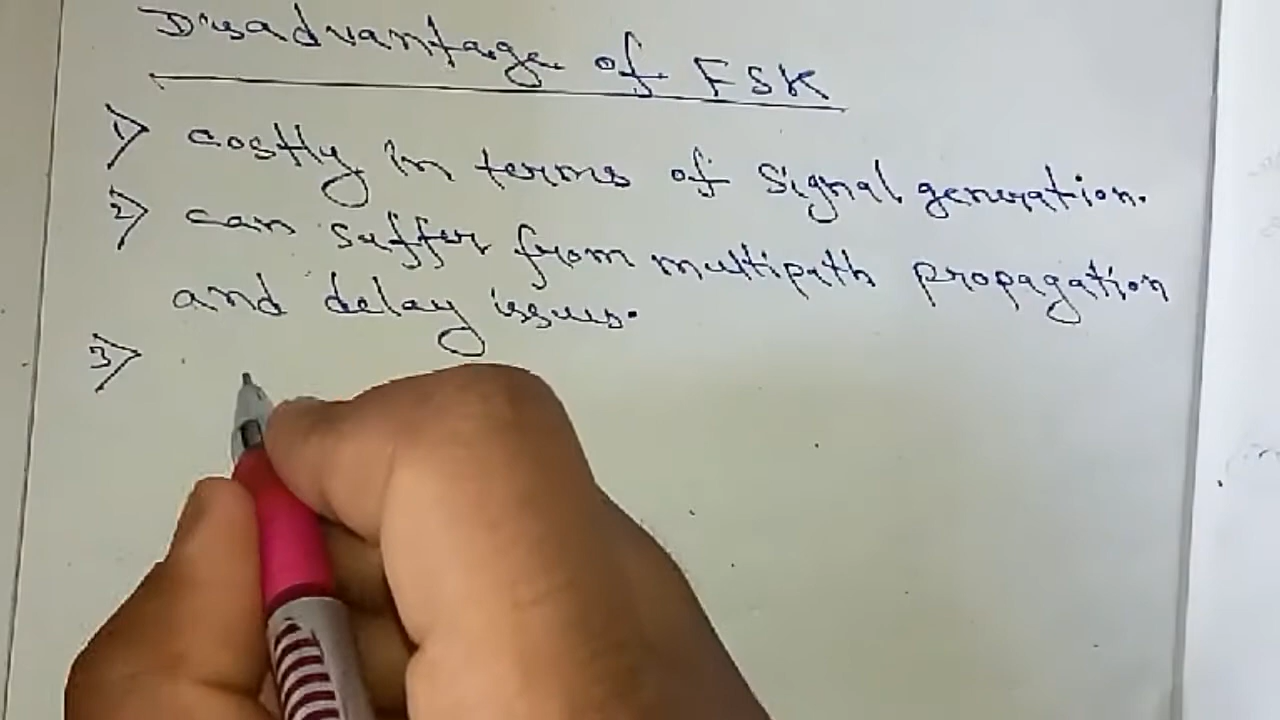 Disadvantage of FSK
1> costly in terms of signal generation.
2> can suffer from multipath propagation
and delay issues.
3>